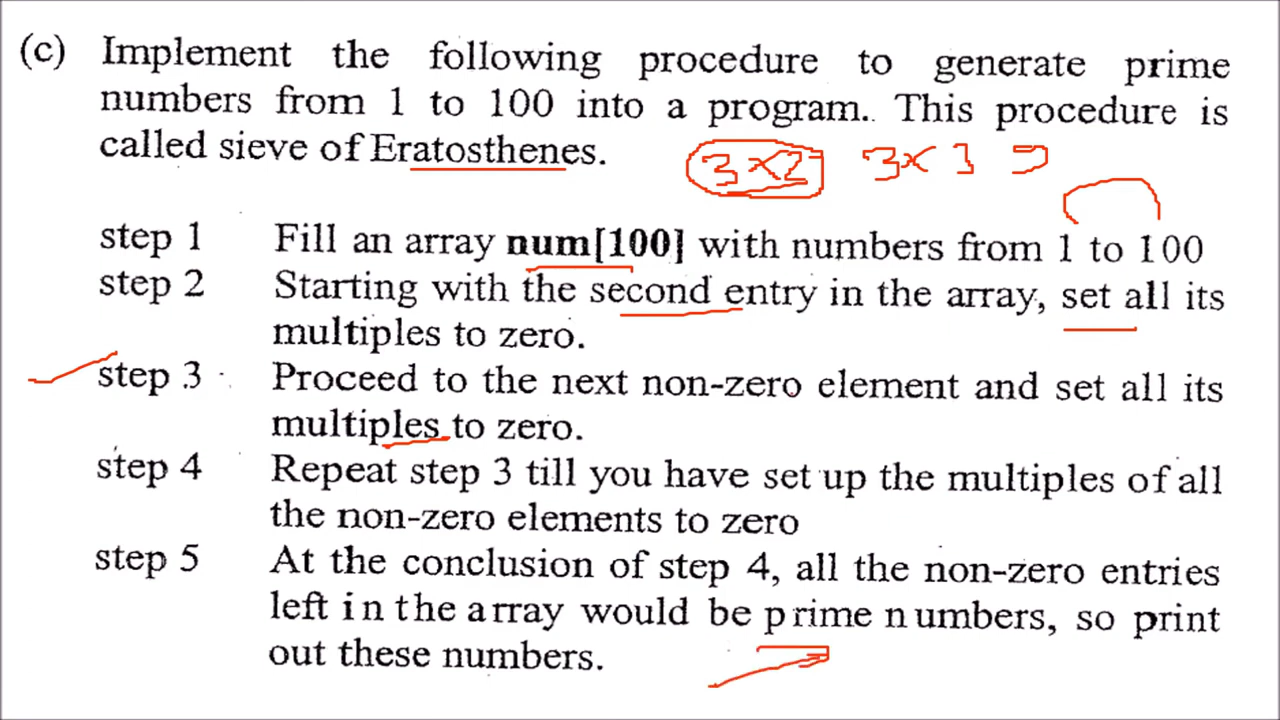 (c) Implement the following procedure to generate prime
numbers from 1 to 100 into a program. This procedure is
called sieve of Eratosthenes.
3×2 3×3
step 1 Fill an array num[100] with numbers from 1 to 100
step 2 Starting with the second entry in the array, set all its
multiples to zero.
step 3 Proceed to the next non-zero element and set all its
multiples to zero.
step 4 Repeat step 3 till you have set up the multiples of all
the non-zero elements to zero
step 5 At the conclusion of step 4, all the non-zero entries
left in the array would be prime numbers, so print
out these numbers.